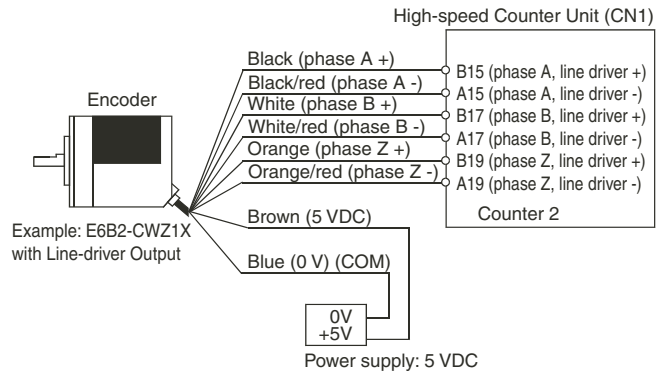 High-speed Counter Unit (CN1)
Black (phase A +)
B15 (phase A, line driver +)
Black/red (phase A -)
A15 (phase A, line driver -)
Encoder
White (phase B +)
B17 (phase B, line driver +)
White/red (phase B -)
A17 (phase B, line driver -)
Orange (phase Z +)
B19 (phase Z, line driver +)
Orange/red (phase Z -)
A19 (phase Z, line driver -)
Counter 2
Example: E6B2-CWZ1X
with Line-driver Output
Brown (5 VDC)
Blue (0 V) (COM)
0V
+5V
Power supply: 5 VDC